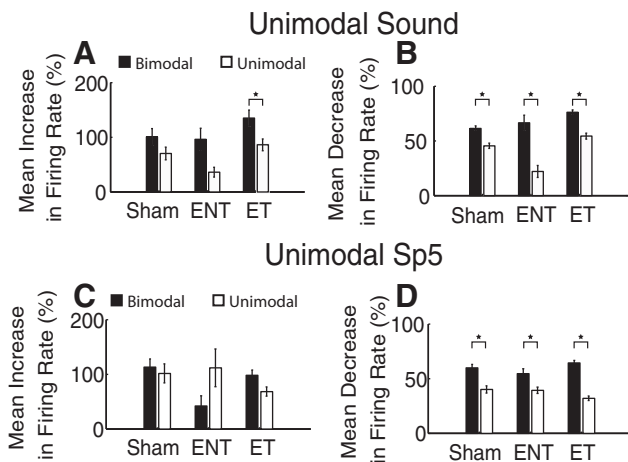 Unimodal Sound
A
B
Bimodal
Unimodal
Mean Increase
in Firing Rate (%)
200
100
0
Sham
ENT
ET
*
Mean Decrease
in Firing Rate (%)
100
50
0
Sham
ENT
ET
*
*
*
Unimodal Sp5
C
D
Bimodal
Unimodal
Mean Increase
in Firing Rate (%)
200
100
0
Sham
ENT
ET
Mean Decrease
in Firing Rate (%)
100
50
0
Sham
ENT
ET
*
*
*